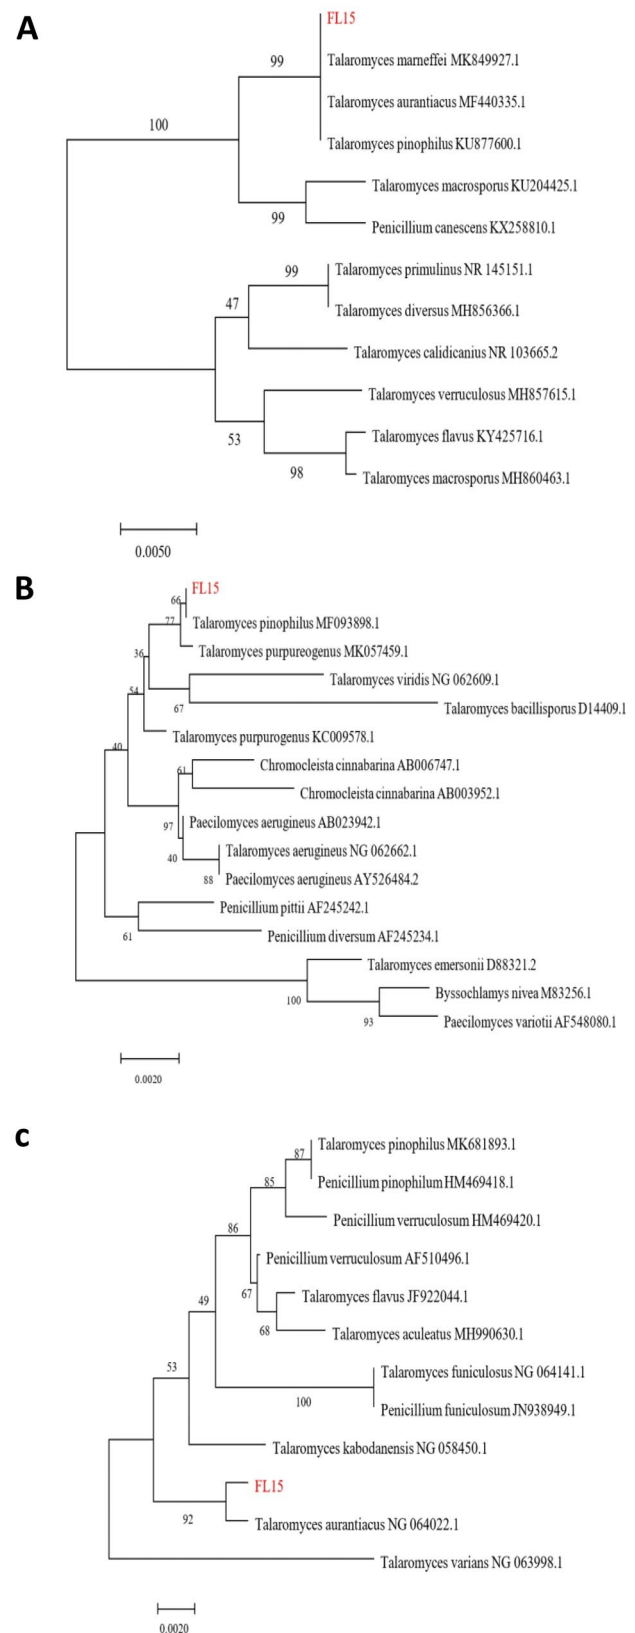 A
FL15
99
Talaromyces marneffei MK849927.1
Talaromyces aurantiacus MF440335.1
100
Talaromyces pinophilus KU877600.1
Talaromyces macrosporus KU204425.1
99
Penicillium canescens KX258810.1
99
Talaromyces primulinus NR 145151.1
47
Talaromyces diversus MH856366.1
Talaromyces calidicanius NR 103665.2
Talaromyces verruculosus MH857615.1
53
Talaromyces flavus KY425716.1
98
Talaromyces macrosporus MH860463.1
0.0050
B
FL15
66
77
Talaromyces pinophilus MF093898.1
Talaromyces purpureogenus MK057459.1
36
Talaromyces viridis NG 062609.1
54
67
Talaromyces bacillisporus D14409.1
Talaromyces purpurogenus KC009578.1
40
Chromocleista cinnabarina AB006747.1
61
Chromocleista cinnabarina AB003952.1
97
Paecilomyces aerugineus AB023942.1
Talaromyces aerugineus NG 062662.1
40
88
Paecilomyces aerugineus AY526484.2
Penicillium pittii AF245242.1
61
Penicillium diversum AF245234.1
Talaromyces emersonii D88321.2
100
Byssochlamys nivea M83256.1
93
Paecilomyces variotii AF548080.1
0.0020
c
Talaromyces pinophilus MK681893.1
87
85
Penicillium pinophilum HM469418.1
Penicillium verruculosum HM469420.1
86
Penicillium verruculosum AF510496.1
67
Talaromyces flavus JF922044.1
49
68
Talaromyces aculeatus MH990630.1
53
Talaromyces funiculosus NG 064141.1
100
Penicillium funiculosum JN938949.1
Talaromyces kabodanensis NG 058450.1
FL15
92
Talaromyces aurantiacus NG 064022.1
Talaromyces varians NG 063998.1
0.0020